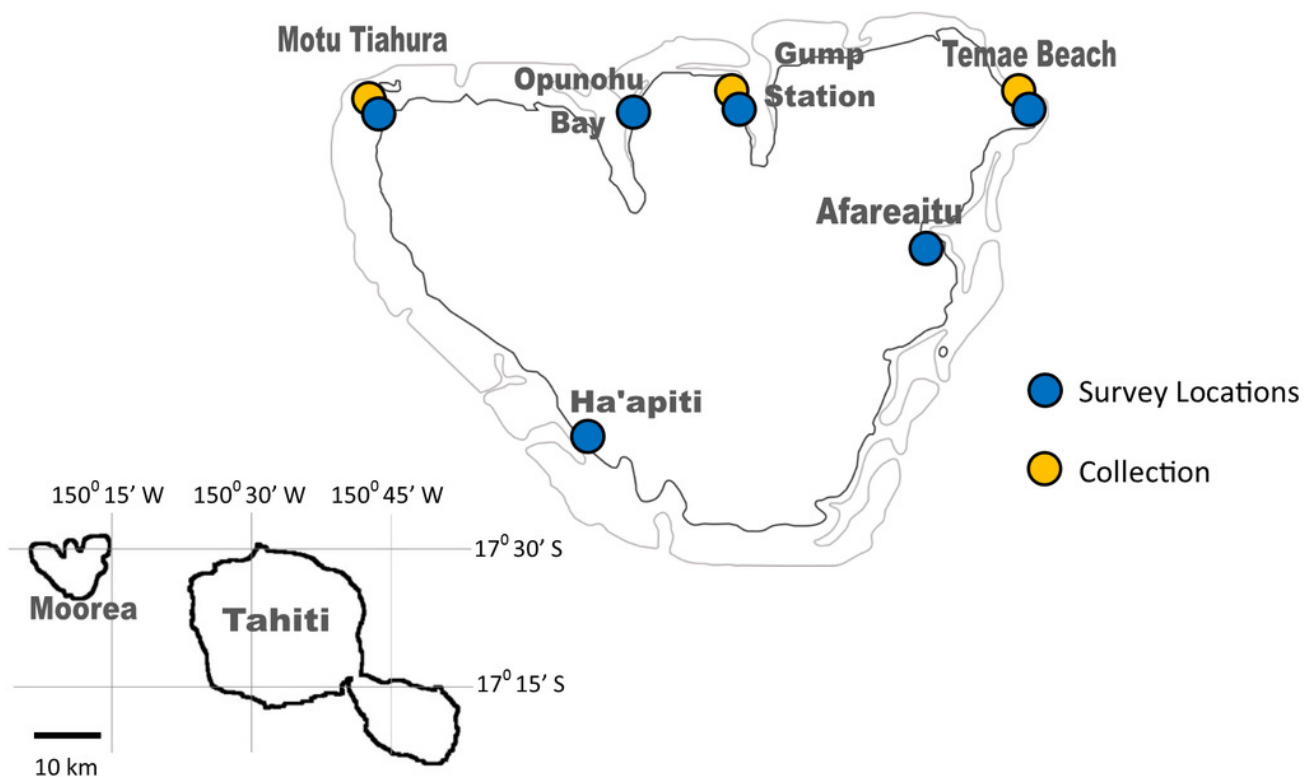 Motu Tiahura
Opunohu
Bay
Gump
Station
Temae Beach
Afareaitu
Ha'apiti
Survey Locations
Collection
150⁰ 15’ W
150⁰ 30’ W
150⁰ 45’ W
17⁰ 30’ S
Moorea
Tahiti
17⁰ 15’ S
10 km